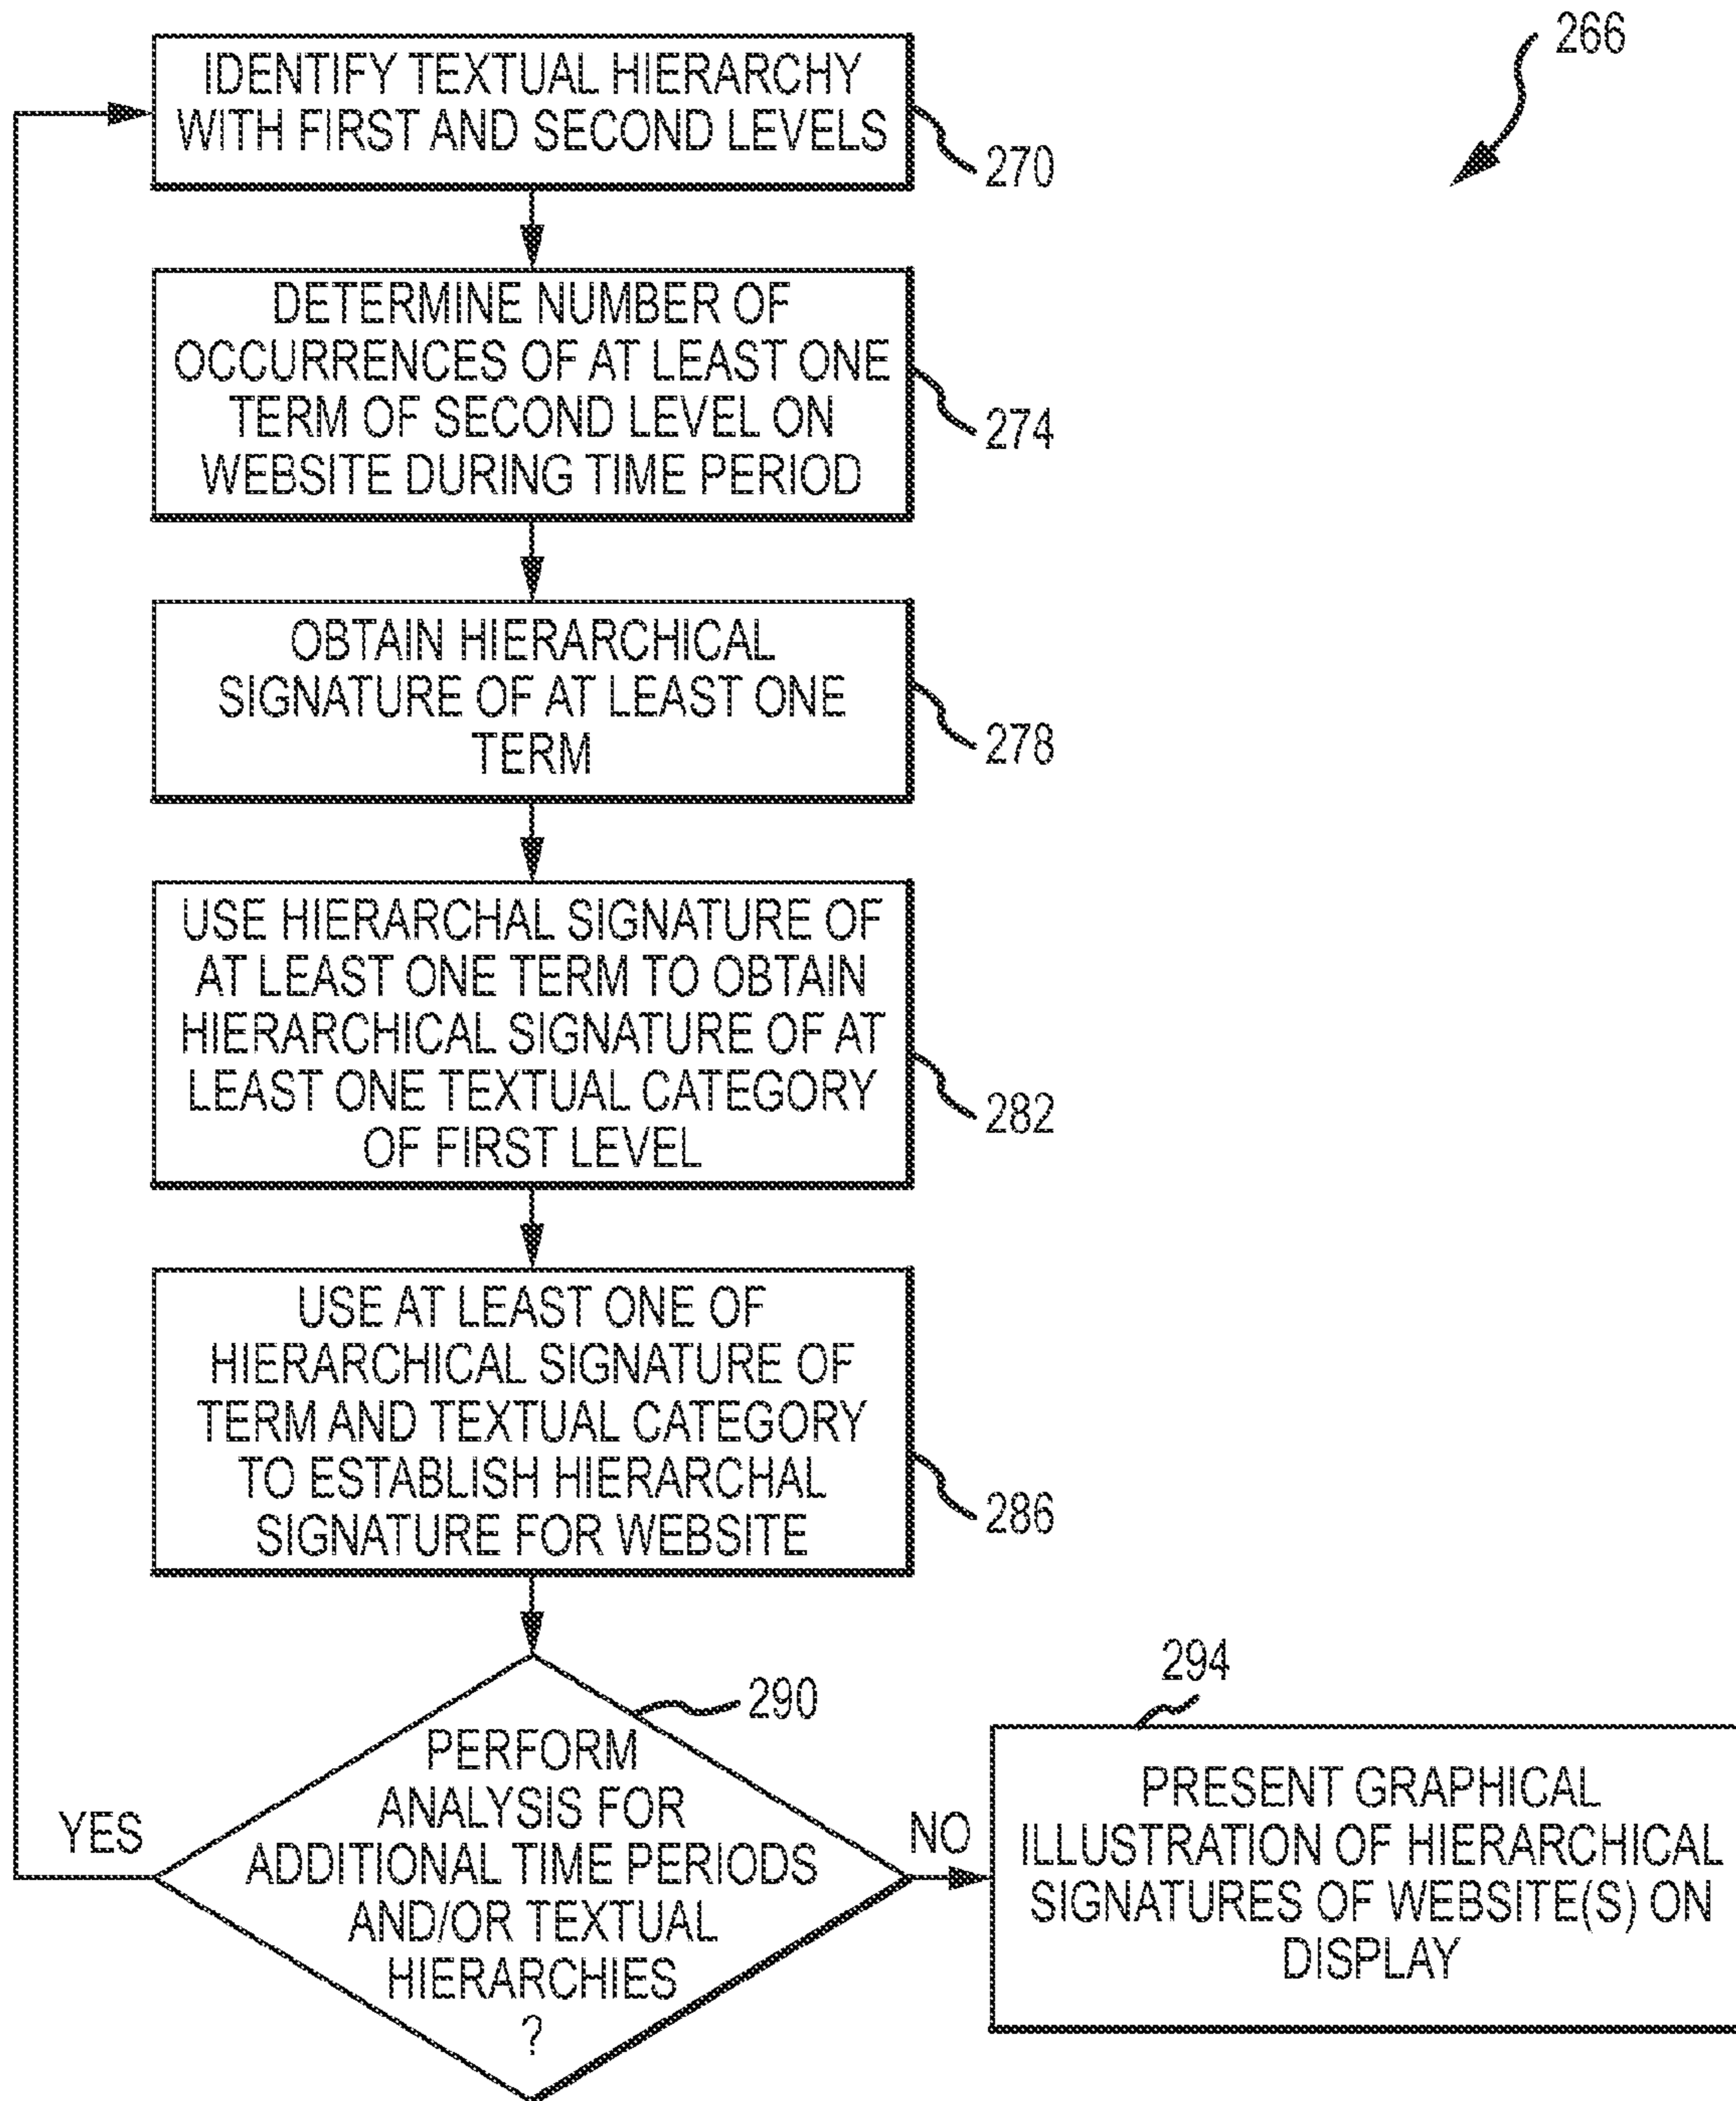 266
IDENTIFY TEXTUAL HIERARCHY
WITH FIRST AND SECOND LEVELS
270
DETERMINE NUMBER OF
OCCURRENCES OF AT LEAST ONE
TERM OF SECOND LEVEL ON
WEBSITE DURING TIME PERIOD
274
OBTAIN HIERARCHICAL
SIGNATURE OF AT LEAST ONE
TERM
278
USE HIERARCHAL SIGNATURE OF
AT LEAST ONE TERM TO OBTAIN
HIERARCHICAL SIGNATURE OF AT
LEAST ONE TEXTUAL CATEGORY
OF FIRST LEVEL
282
USE AT LEAST ONE OF
HIERARCHICAL SIGNATURE OF
TERM AND TEXTUAL CATEGORY
TO ESTABLISH HIERARCHAL
SIGNATURE FOR WEBSITE
286
290
PERFORM
ANALYSIS FOR
ADDITIONAL TIME PERIODS
AND/OR TEXTUAL
HIERARCHIES
?
YES
NO
294
PRESENT GRAPHICAL
ILLUSTRATION OF HIERARCHICAL
SIGNATURES OF WEBSITE(S) ON
DISPLAY